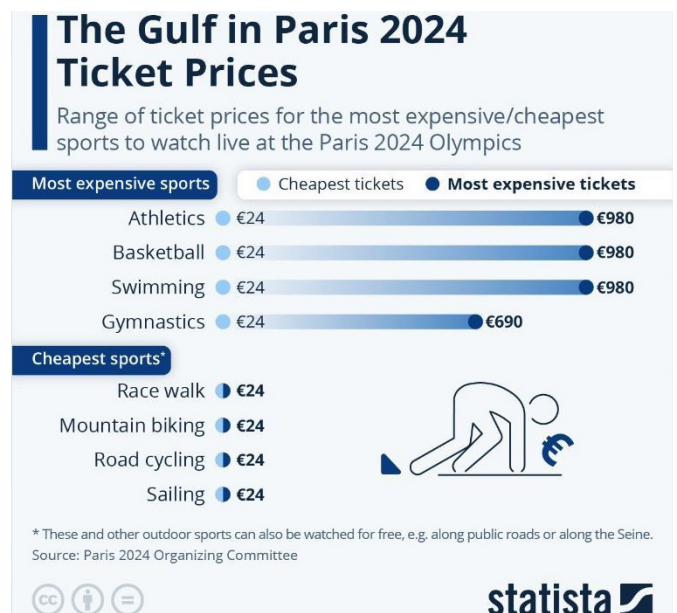 The Gulf in Paris 2024
Ticket Prices
Range of ticket prices for the most expensive/cheapest
sports to watch live at the Paris 2024 Olympics
Most expensive sports Cheapest tickets Most expensive tickets
Athletics €24 €980
Basketball €24 €980
Swimming €24 €980
Gymnastics €24 €690
Cheapest sports*
Race walk €24
Mountain biking €24
Road cycling €24
Sailing €24
€
* These and other outdoor sports can also be watched for free, e.g. along public roads or along the Seine.
Source: Paris 2024 Organizing Committee
cc =
statista